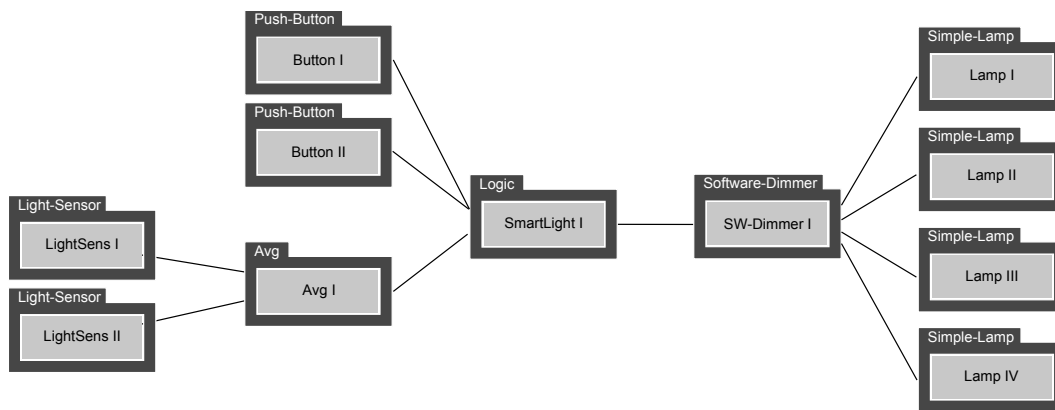 Push-Button
Button I
Push-Button
Button II
Light-Sensor
LightSens I
Light-Sensor
LightSens II
Avg
Avg I
Logic
SmartLight I
Software-Dimmer
SW-Dimmer I
Simple-Lamp
Lamp I
Simple-Lamp
Lamp II
Simple-Lamp
Lamp III
Simple-Lamp
Lamp IV